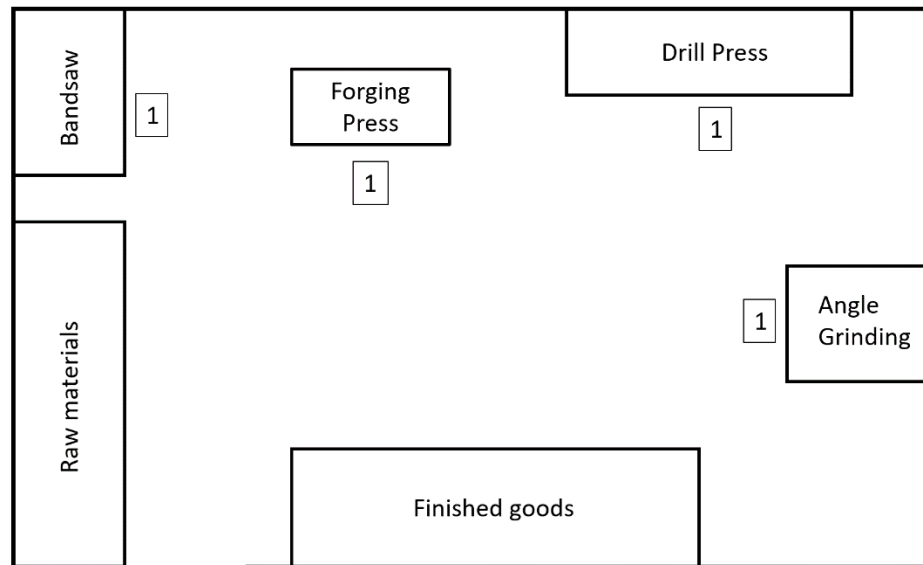 Bandsaw
1
Forging
Press
1
Drill Press
1
Raw materials
1
Angle
Grinding
Finished goods